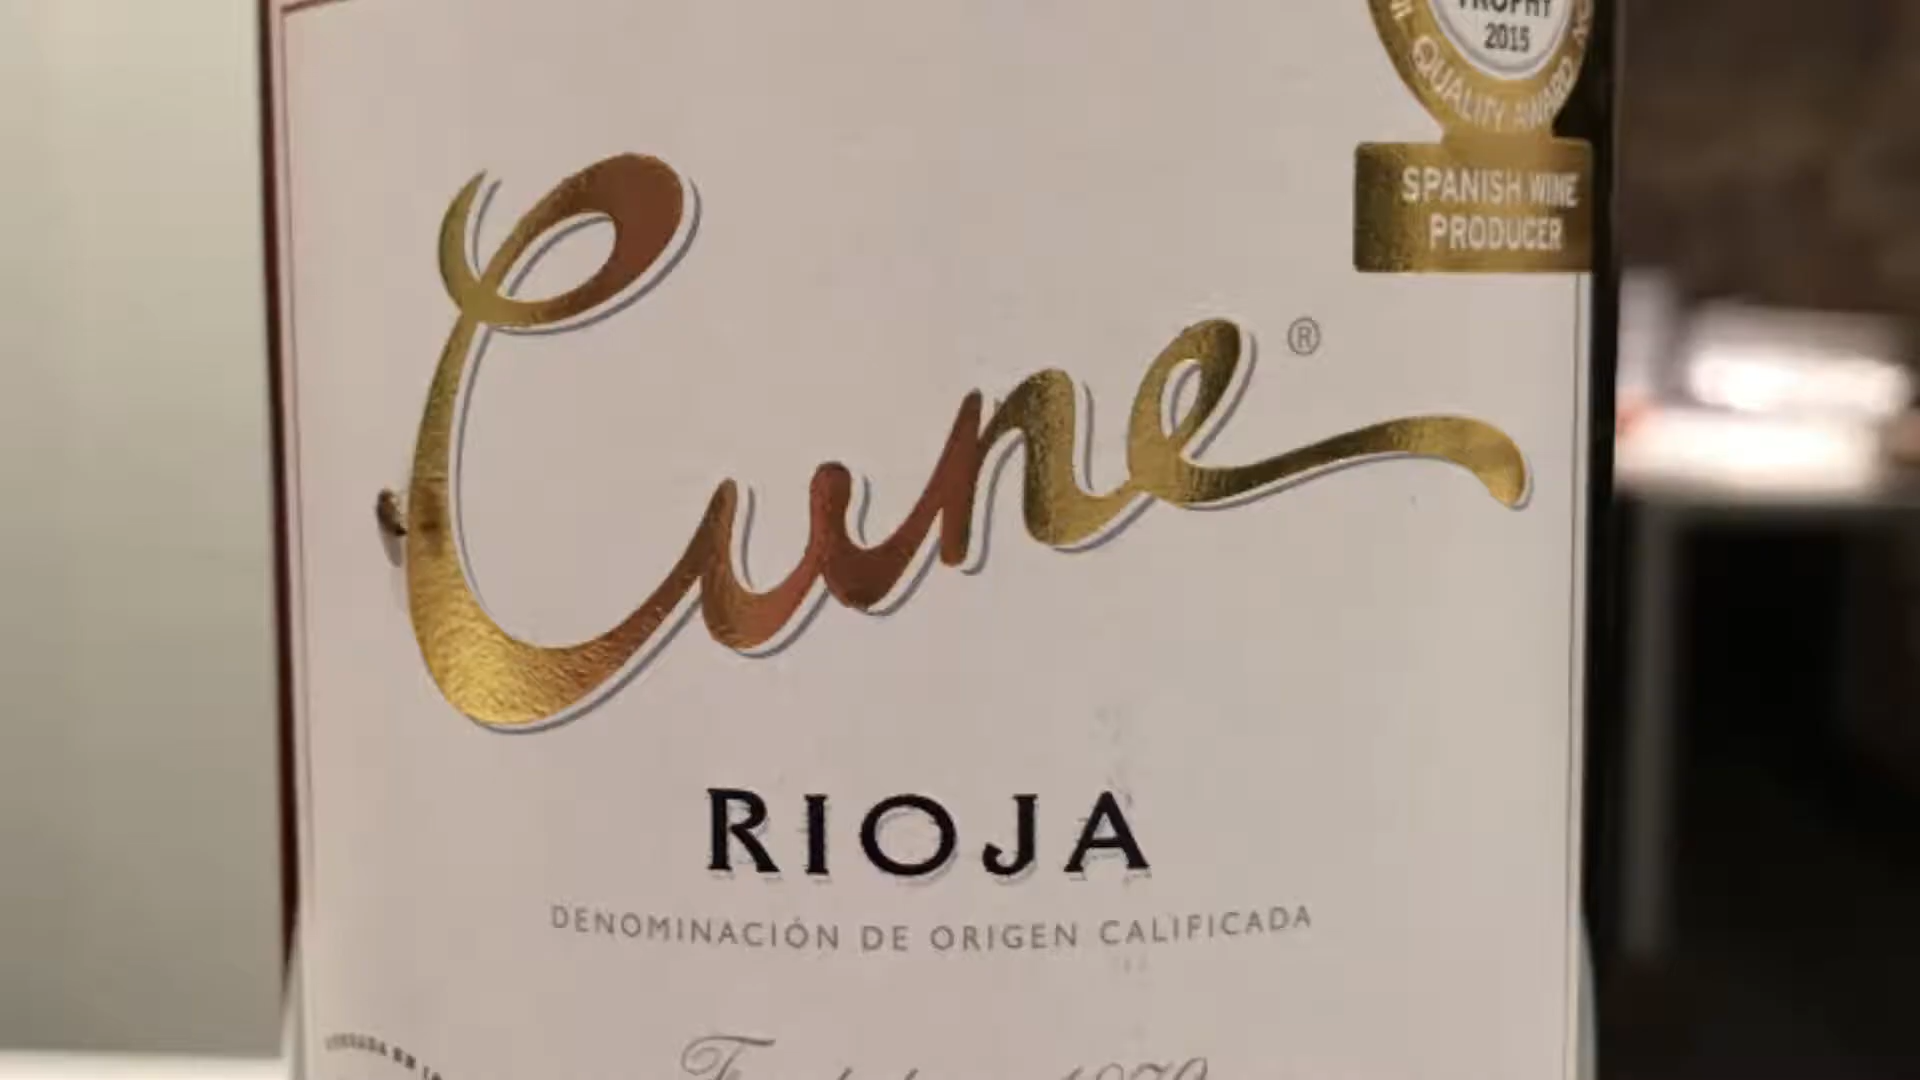 TROPHY
2015
QUALITY AWARD
SPANISH WINE
PRODUCER
Cune®
RIOJA
DENOMINACIÓN DE ORIGEN CALIFICADA